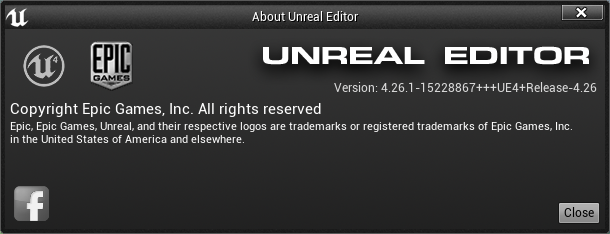 About Unreal Editor
4
EPIC
GAMES
UNREAL EDITOR
Version: 4.26.1-15228867+++UE4+Release-4.26
Copyright Epic Games, Inc. All rights reserved
Epic, Epic Games, Unreal, and their respective logos are trademarks or registered trademarks of Epic Games, Inc.
in the United States of America and elsewhere.
f
Close